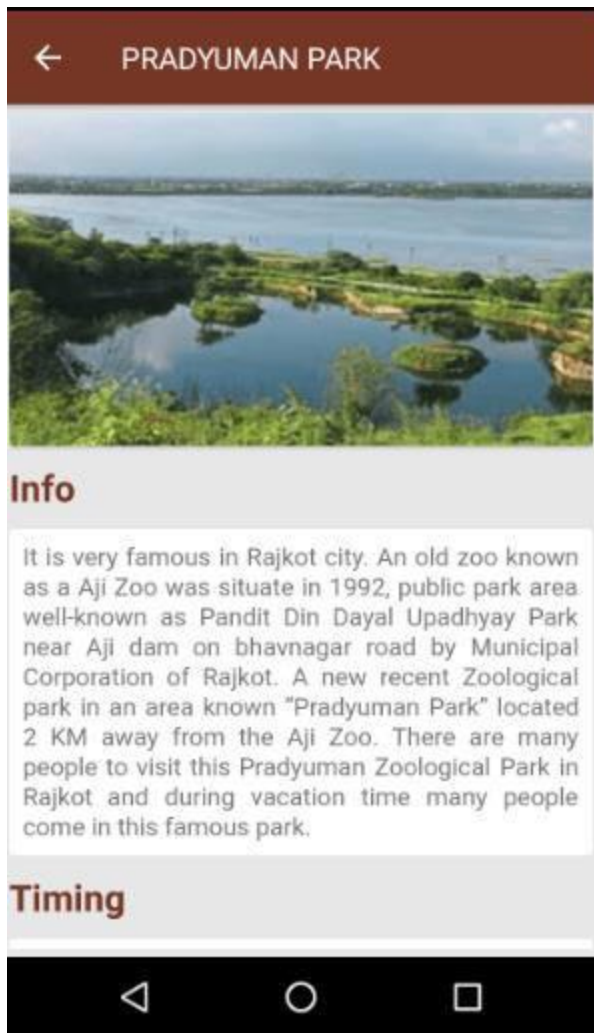 PRADYUMAN PARK
Info
It is very famous in Rajkot city. An old zoo known
as a Aji Zoo was situate in 1992, public park area
well-known as Pandit Din Dayal Upadhyay Park
near Aji dam on bhavnagar road by Municipal
Corporation of Rajkot. A new recent Zoological
park in an area known “Pradyuman Park” located
2 KM away from the Aji Zoo. There are many
people to visit this Pradyuman Zoological Park in
Rajkot and during vacation time many people
come in this famous park.
Timing